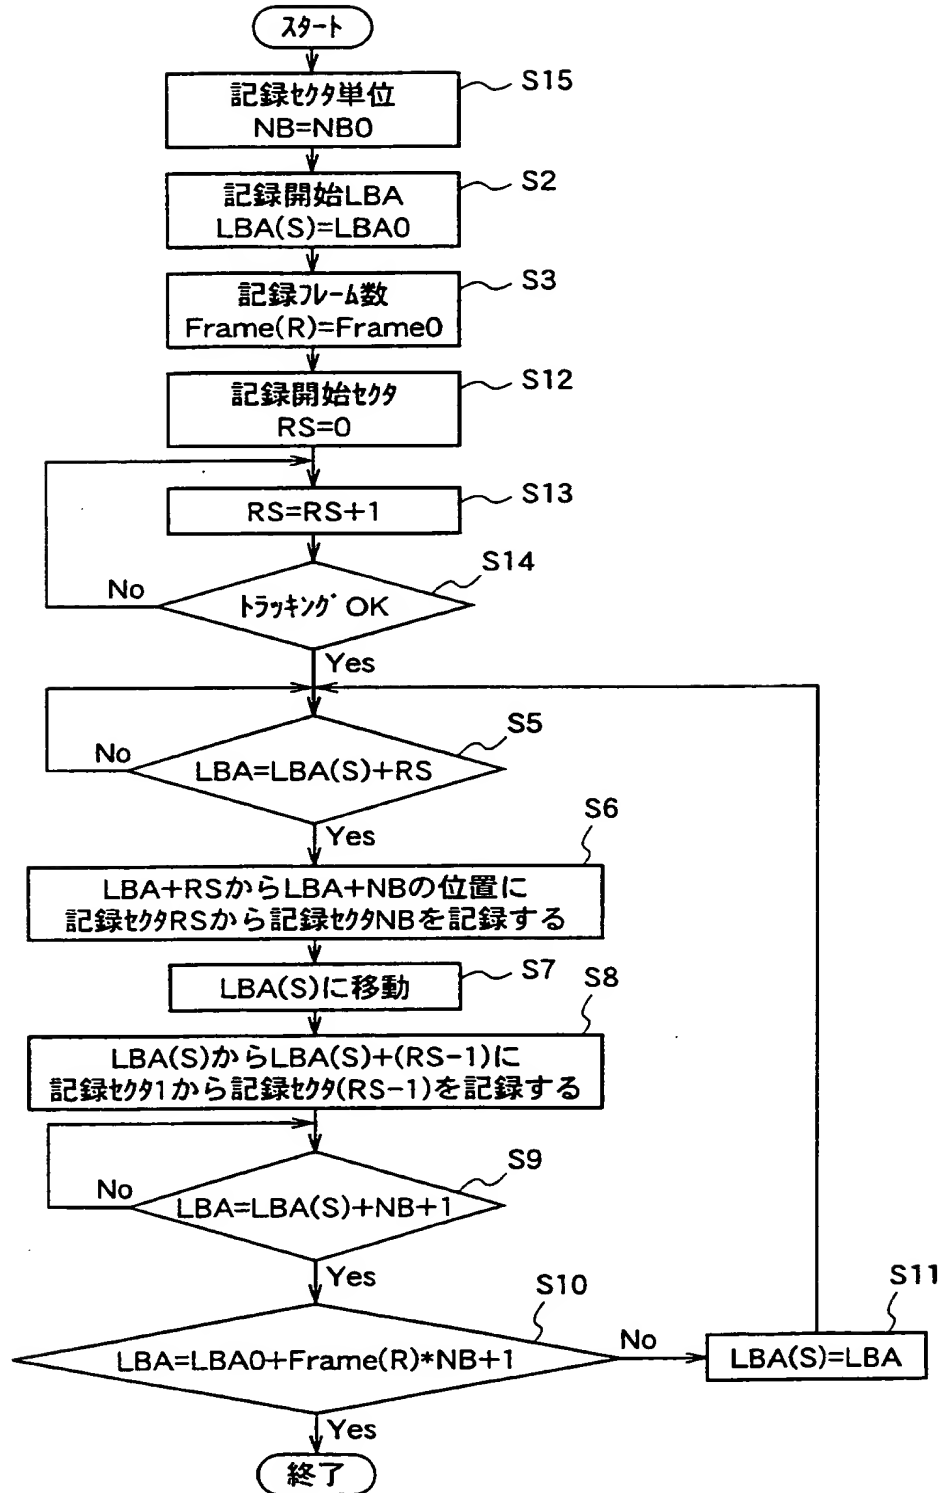 スタート
記録セクタ単位
NB=NB0
S15
記録開始LBA
LBA(S)=LBA0
S2
記録フレーム数
Frame(R)=Frame0
S3
記録開始セクタ
RS=0
S12
RS=RS+1
S13
トラッキング OK
S14
No
Yes
LBA=LBA(S)+RS
S5
No
Yes
LBA+RSからLBA+NBの位置に
記録セクタRSから記録セクタNBを記録する
S6
LBA(S)に移動
S7
LBA(S)からLBA(S)+(RS-1)に
記録セクタ1から記録セクタ(RS-1)を記録する
S8
LBA=LBA(S)+NB+1
S9
No
Yes
LBA=LBA0+Frame(R)*NB+1
S10
No
LBA(S)=LBA
S11
Yes
終了